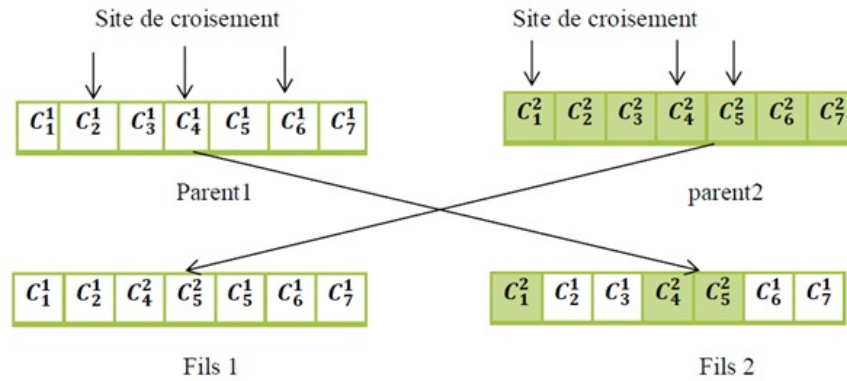 Site de croisement Site de croisement
C₁¹ C₂¹ C₃¹ C₄¹ C₅¹ C₆¹ C₇¹ C₁² C₂² C₃² C₄² C₅² C₆² C₇²
Parent1 parent2
C₁¹ C₂¹ C₄² C₅² C₅¹ C₆¹ C₇¹ C₁² C₂¹ C₃¹ C₄² C₅² C₆¹ C₇¹
Fils 1 Fils 2